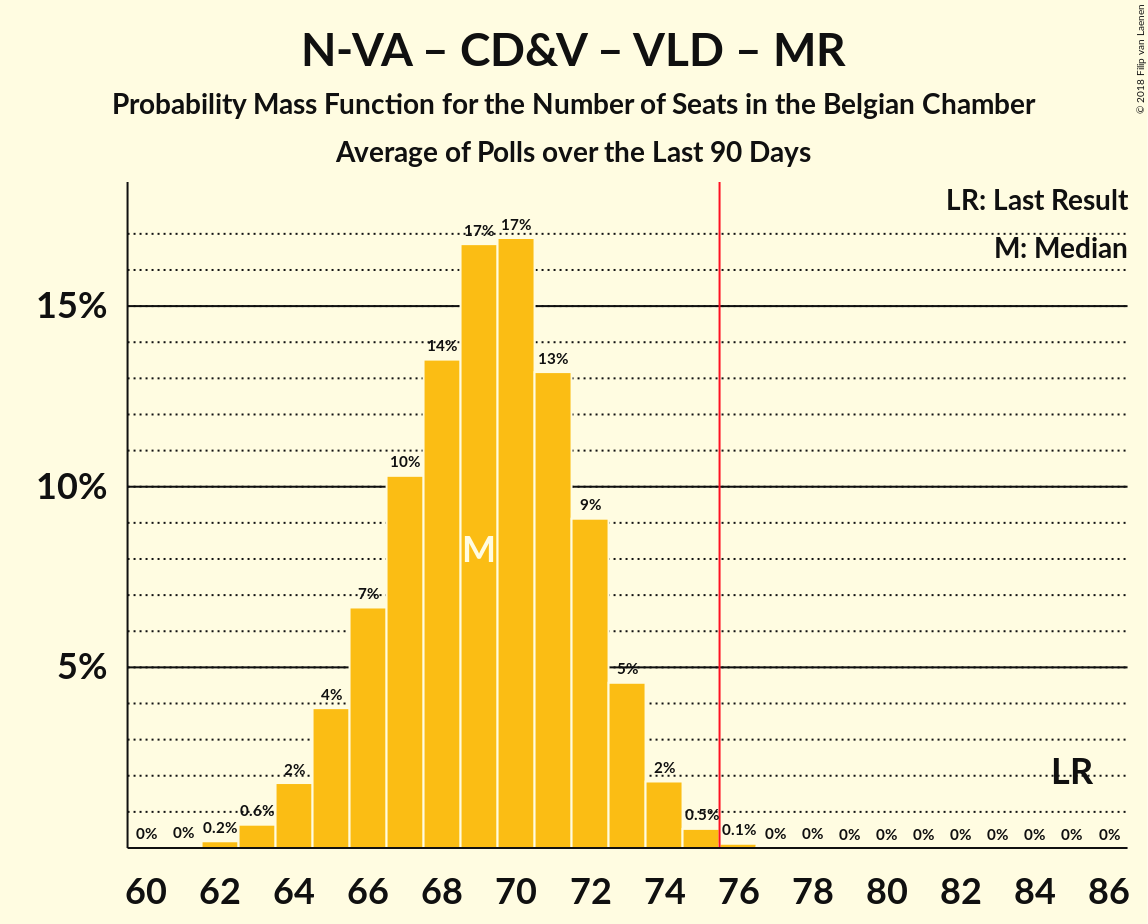 N-VA – CD&V – VLD – MR
Probability Mass Function for the Number of Seats in the Belgian Chamber
Average of Polls over the Last 90 Days
© 2018 Filip van Laenen
LR: Last Result
M: Median
15%
10%
5%
0% 0% 0.2% 0.6% 2% 4% 7% 10% 14% 17% 17% 13% 9% 5% 2% 0.5% 0.1% 0% 0% 0% 0% 0% 0% 0% 0% 0% 0%
M
LR
60 62 64 66 68 70 72 74 76 78 80 82 84 86